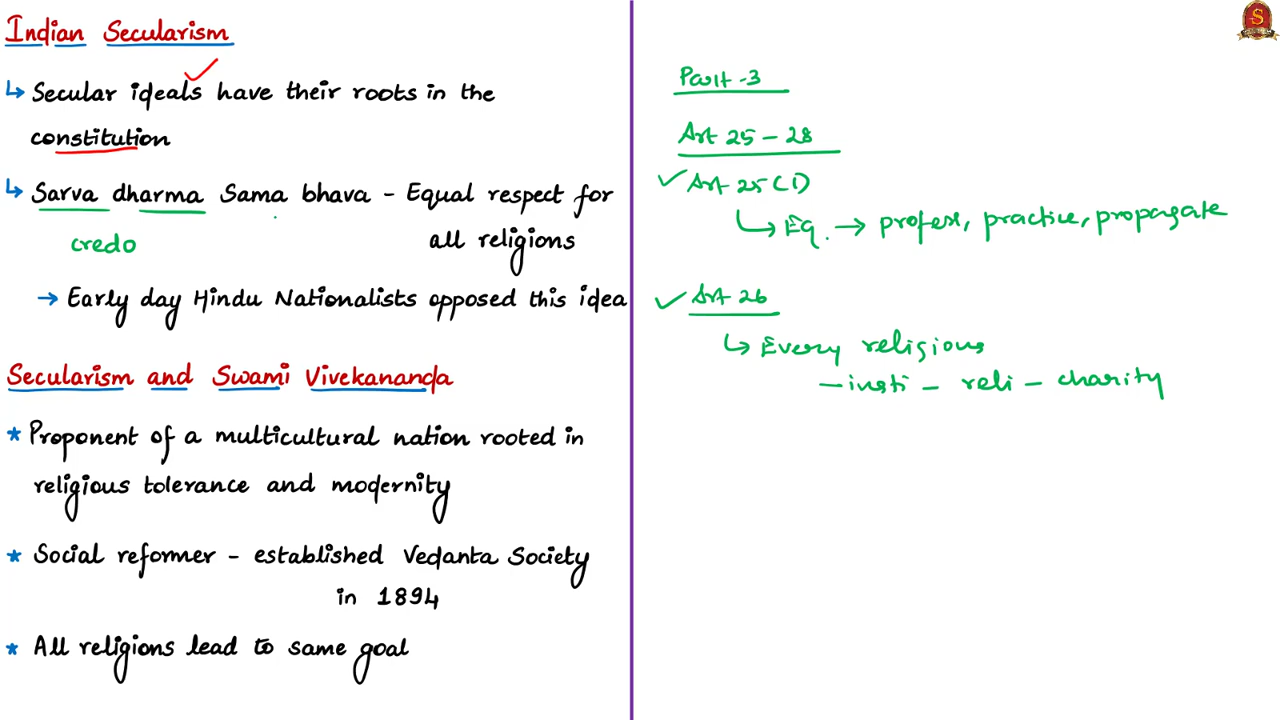 Indian Secularism
↳ Secular ideals have their roots in the
constitution
↳ Sarva dharma Sama bhava - Equal respect for
credo all religions
→ Early day Hindu Nationalists opposed this idea
Secularism and Swami Vivekananda
* Proponent of a multicultural nation rooted in
religious tolerance and modernity
* Social reformer - established Vedanta Society
in 1894
* All religions lead to same goal
S
Part-3
Art 25-28
✓ Art 25(1)
↳ Eq. → profess, practice, propagate
✓ Art 26
↳ Every religious
- insti - reli - charity